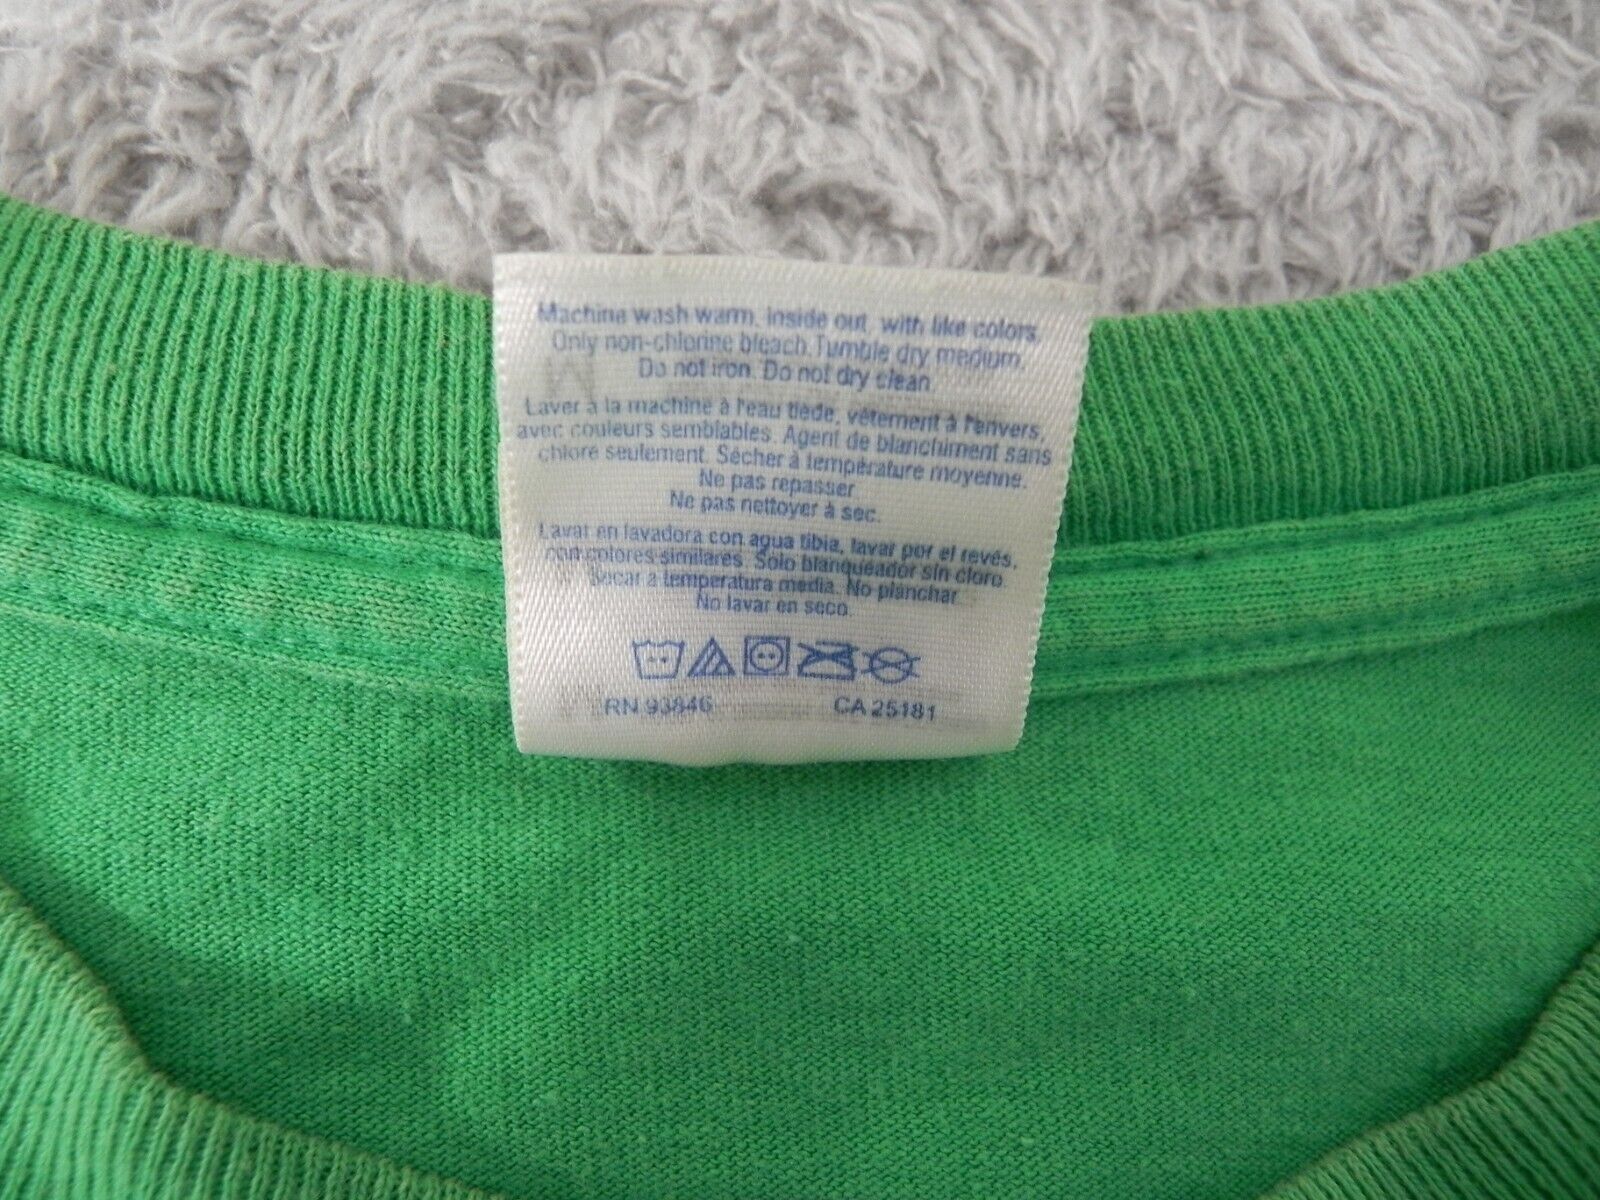 Machine wash warm, inside out, with like colors.
Only non-chlorine bleach. Tumble dry medium.
Do not iron. Do not dry clean.
Laver à la machine à l'eau tiède, vêtement à l'envers,
avec couleurs semblables. Agent de blanchiment sans
chlore seulement. Sécher à température moyenne.
Ne pas repasser.
Ne pas nettoyer à sec.
Lavar en lavadora con agua tibia, lavar por el revés,
con colores similares. Solo blanqueador sin cloro.
Secar a temperatura media. No planchar.
No lavar en seco.
RN 93846 CA 25181